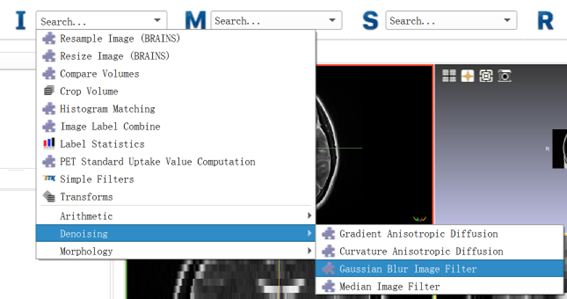 I Search... M Search... S Search... R
Resample Image (BRAINS)
Resize Image (BRAINS)
Compare Volumes
Crop Volume
Histogram Matching
Image Label Combine
Label Statistics
PET Standard Uptake Value Computation
Simple Filters
Transforms
Arithmetic
Denoising
Morphology
Gradient Anisotropic Diffusion
Curvature Anisotropic Diffusion
Gaussian Blur Image Filter
Median Image Filter
R